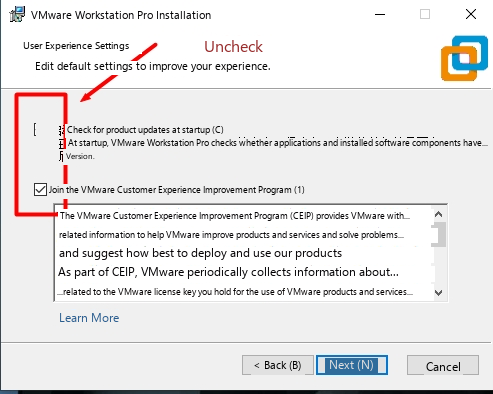 VMware Workstation Pro Installation
User Experience Settings
Uncheck
Edit default settings to improve your experience.
Check for product updates at startup (C)
At startup, VMware Workstation Pro checks whether applications and installed software components have...
Version.
Join the VMware Customer Experience Improvement Program (1)
The VMware Customer Experience Improvement Program (CEIP) provides VMware with...
related information to help VMware improve products and services and solve problems...
and suggest how best to deploy and use our products
As part of CEIP, VMware periodically collects information about...
...related to the VMware license key you hold for the use of VMware products and services...
Learn More
< Back (B)
Next (N)
Cancel